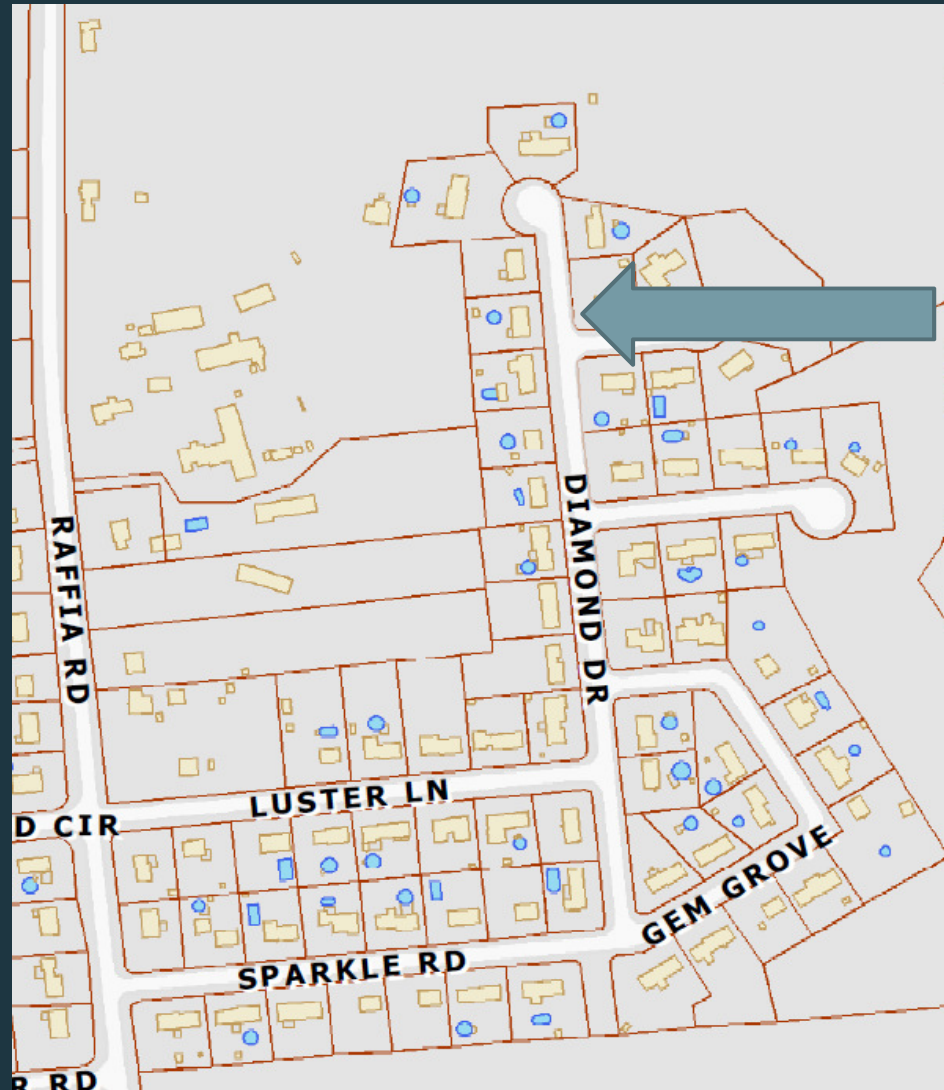 DIAMOND DR
RAFFIA RD
LUSTER LN
D CIR
GEM GROVE
SPARKLE RD
R RD